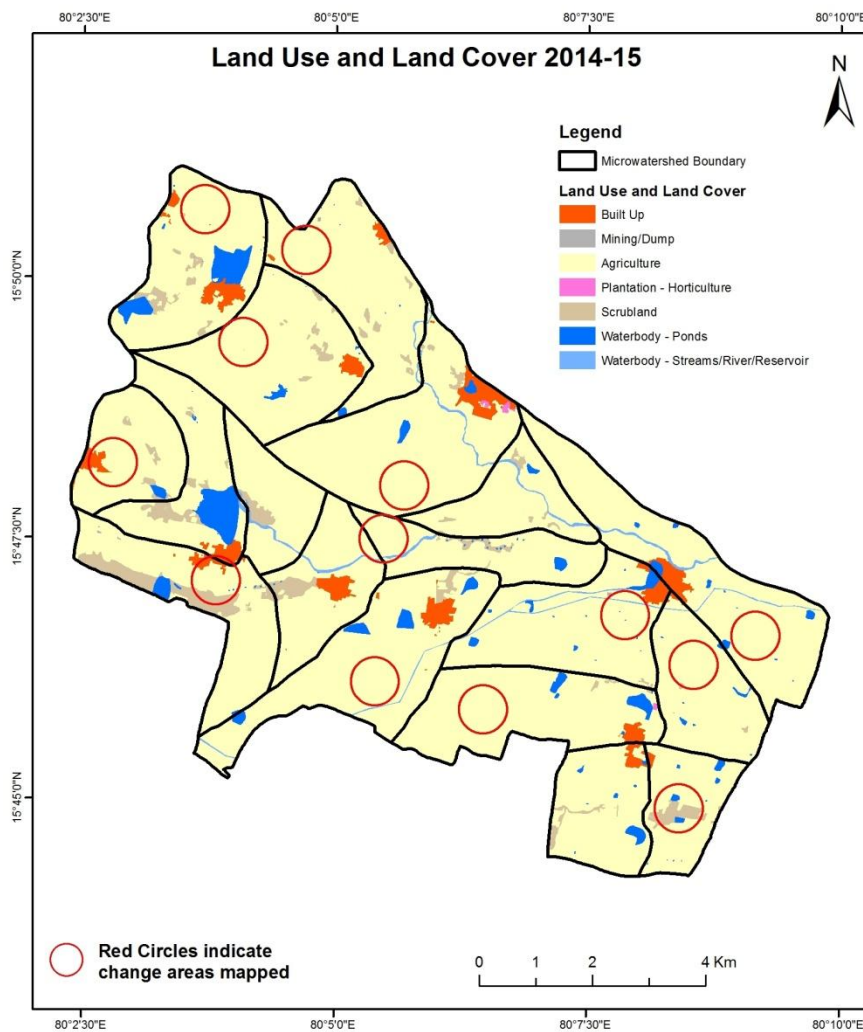 80°2'30"E 80°5'0"E 80°7'30"E 80°10'0"E
Land Use and Land Cover 2014-15
N
Legend
Microwatershed Boundary
Land Use and Land Cover
Built Up
Mining/Dump
Agriculture
Plantation - Horticulture
Scrubland
Waterbody - Ponds
Waterbody - Streams/River/Reservoir
15°50'0"N
15°47'30"N
15°45'0"N
Red Circles indicate
change areas mapped
0 1 2 4 Km
80°2'30"E 80°5'0"E 80°7'30"E 80°10'0"E